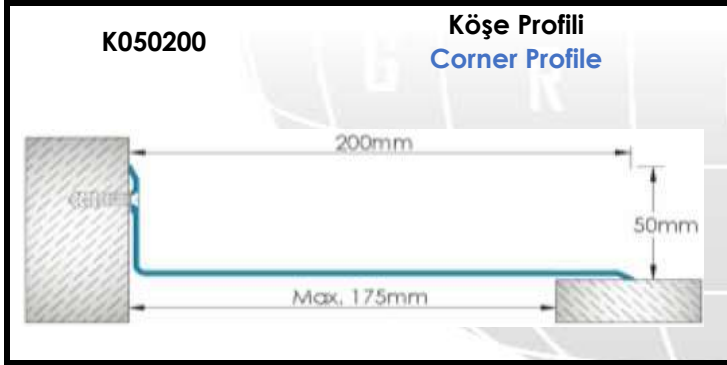 K050200
Köşe Profili
Corner Profile
G R
200mm
50mm
Max. 175mm